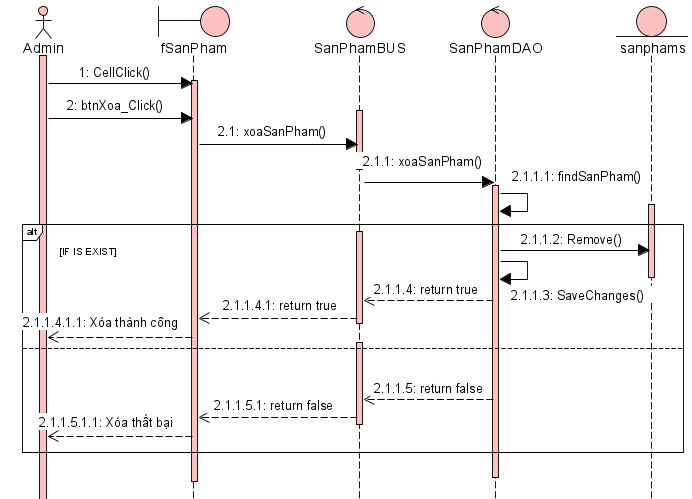 Admin
fSanPham
SanPhamBUS
SanPhamDAO
sanphams
1: CellClick()
2: btnXoa_Click()
2.1: xoaSanPham()
2.1.1: xoaSanPham()
2.1.1.1: findSanPham()
alt
[IF IS EXIST]
2.1.1.2: Remove()
2.1.1.3: SaveChanges()
2.1.1.4: return true
2.1.1.4.1: return true
2.1.1.4.1.1: Xóa thành công
2.1.1.5: return false
2.1.1.5.1: return false
2.1.1.5.1.1: Xóa thất bại